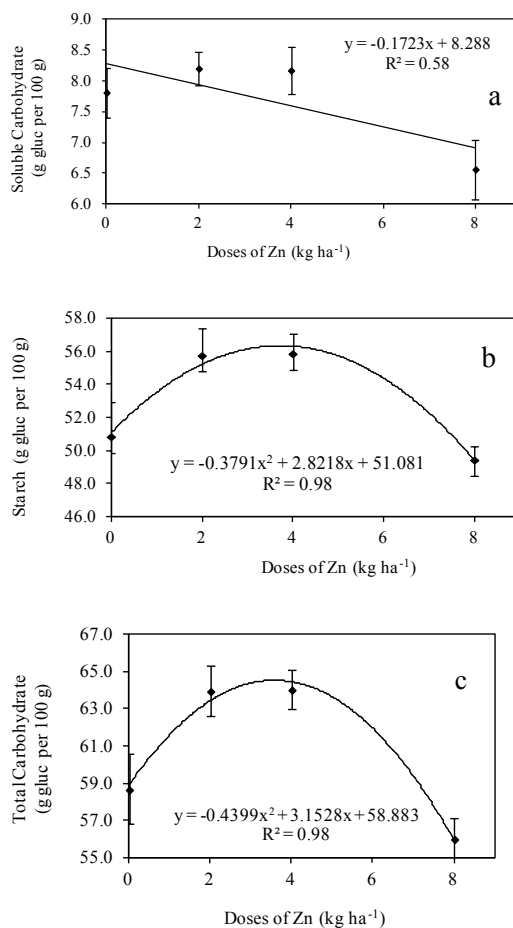 Soluble Carbohydrate
(g gluc per 100 g)
9.0
8.5
8.0
7.5
7.0
6.5
6.0
y = -0.1723x + 8.288
R² = 0.58
a
0 2 4 6 8
Doses of Zn (kg ha⁻¹)
Starch (g gluc per 100 g)
58.0
56.0
54.0
52.0
50.0
48.0
46.0
b
y = -0.3791x² + 2.8218x + 51.081
R² = 0.98
0 2 4 6 8
Doses of Zn (kg ha⁻¹)
Total Carbohydrate
(g gluc per 100 g)
67.0
65.0
63.0
61.0
59.0
57.0
55.0
c
y = -0.4399x² + 3.1528x + 58.883
R² = 0.98
0 2 4 6 8
Doses of Zn (kg ha⁻¹)